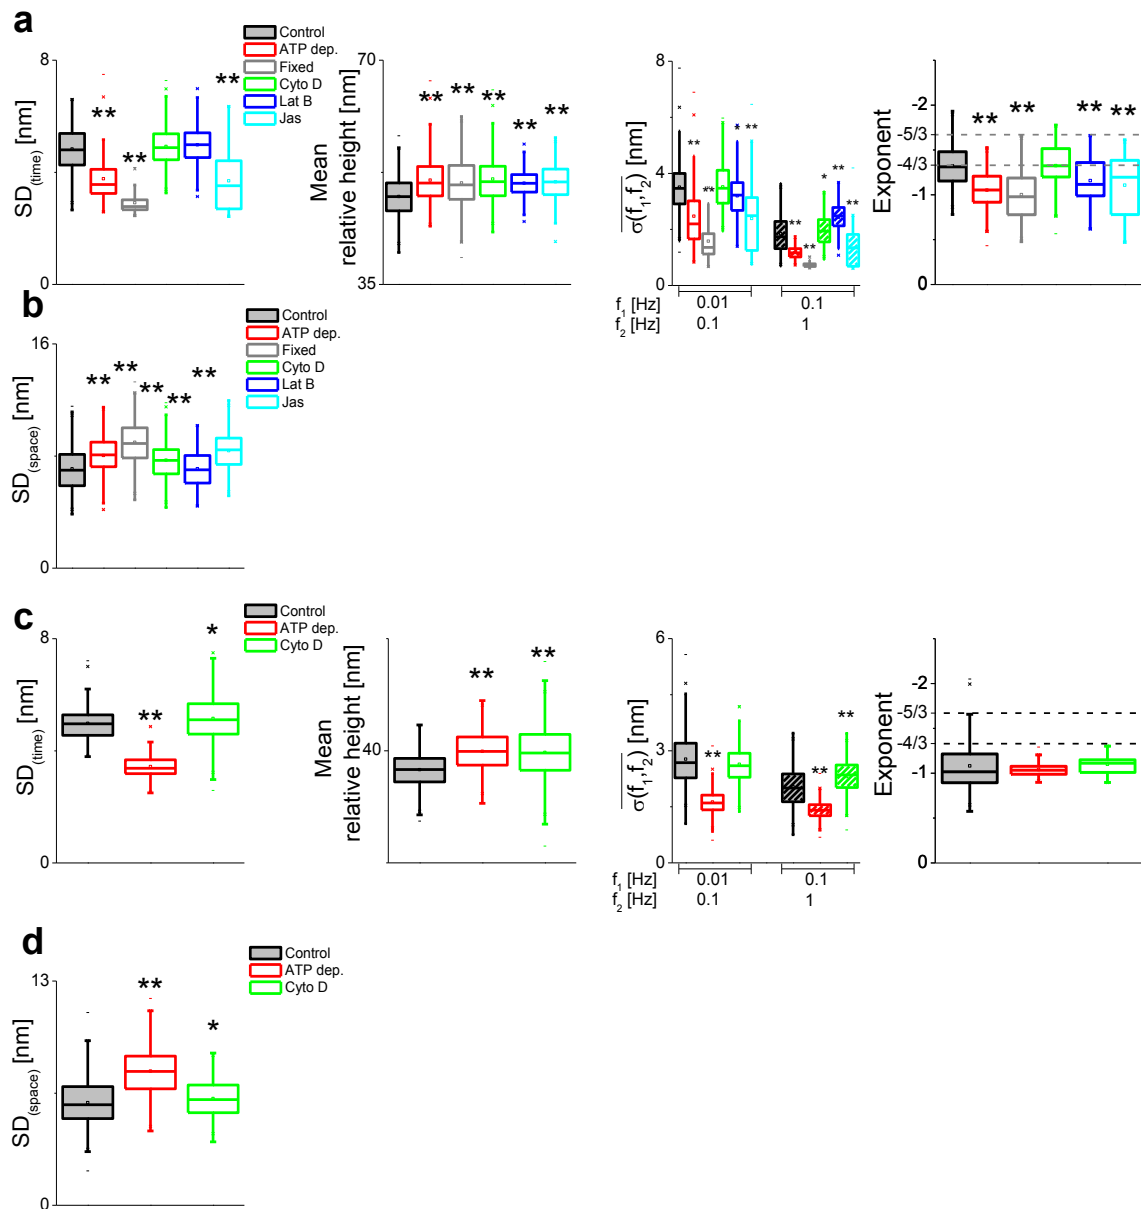 a
8
SD(time) [nm]
Control
ATP dep.
Fixed
Cyto D
Lat B
Jas
** ** **
70
35
Mean
relative height [nm]
** ** ** ** **
8
4
0
σ(f1,f2) [nm]
** ** * **
** ** * **
f1 [Hz] 0.01 0.1
f2 [Hz] 0.1 1
Exponent
-2
-5/3
-4/3
-1
0
** ** ** **
0
b
16
0
SD(space) [nm]
Control
ATP dep.
Fixed
Cyto D
Lat B
Jas
** ** ** ** **
c
8
0
SD(time) [nm]
Control
ATP dep.
Cyto D
** *
Mean
relative height [nm]
40
** **
6
3
0
σ(f1,f2) [nm]
** ** **
f1 [Hz] 0.01 0.1
f2 [Hz] 0.1 1
Exponent
-2
-5/3
-4/3
-1
0
d
13
0
SD(space) [nm]
Control
ATP dep.
Cyto D
** *